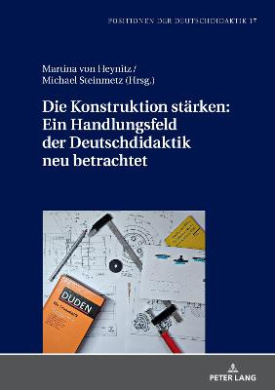 POSITIONEN DER DEUTSCHDIDAKTIK 17
Martina von Heynitz /
Michael Steinmetz (Hrsg.)
Die Konstruktion stärken:
Ein Handlungsfeld
der Deutschdidaktik
neu betrachtet
DUDEN
PETER LANG